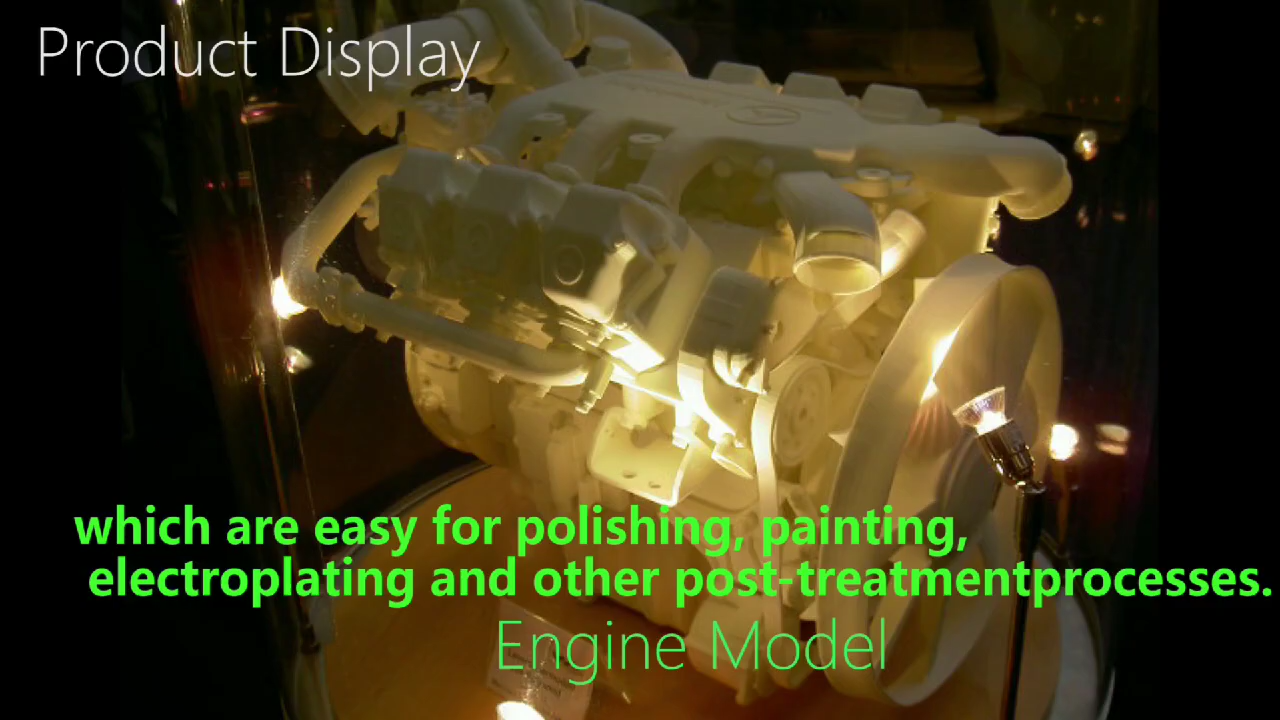 Product Display
which are easy for polishing, painting,
electroplating and other post-treatmentprocesses.
Engine Model